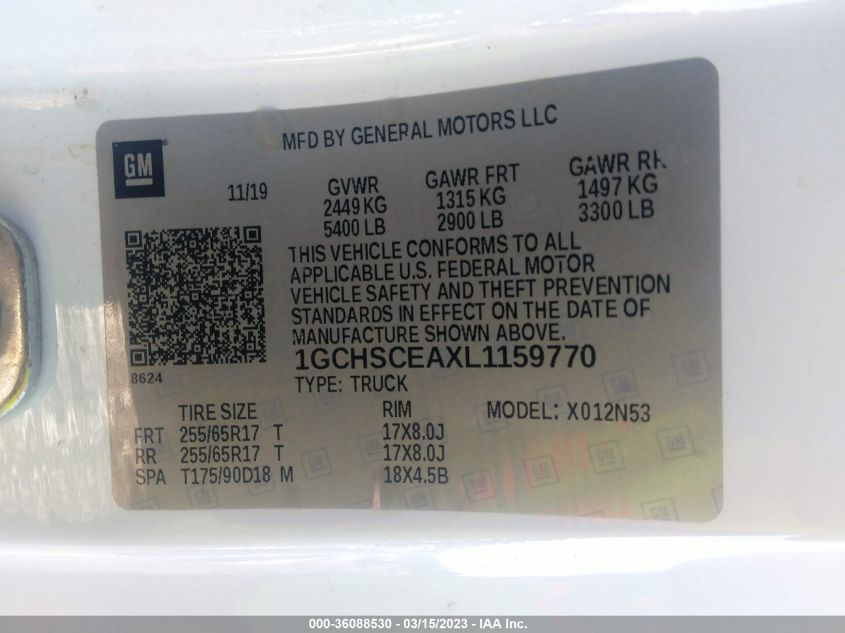 MFD BY GENERAL MOTORS LLC
GM
11/19
GVWR GAWR FRT GAWR RR
2449 KG 1315 KG 1497 KG
5400 LB 2900 LB 3300 LB
THIS VEHICLE CONFORMS TO ALL
APPLICABLE U.S. FEDERAL MOTOR
VEHICLE SAFETY AND THEFT PREVENTION
STANDARDS IN EFFECT ON THE DATE OF
MANUFACTURE SHOWN ABOVE.
1GCHSCEAXL1159770
8624
TYPE: TRUCK
TIRE SIZE RIM MODEL: X012N53
FRT 255/65R17 T 17X8.0J
RR 255/65R17 T 17X8.0J
SPA T175/90D18 M 18X4.5B
000-36088530 - 03/15/2023 - IAA Inc.